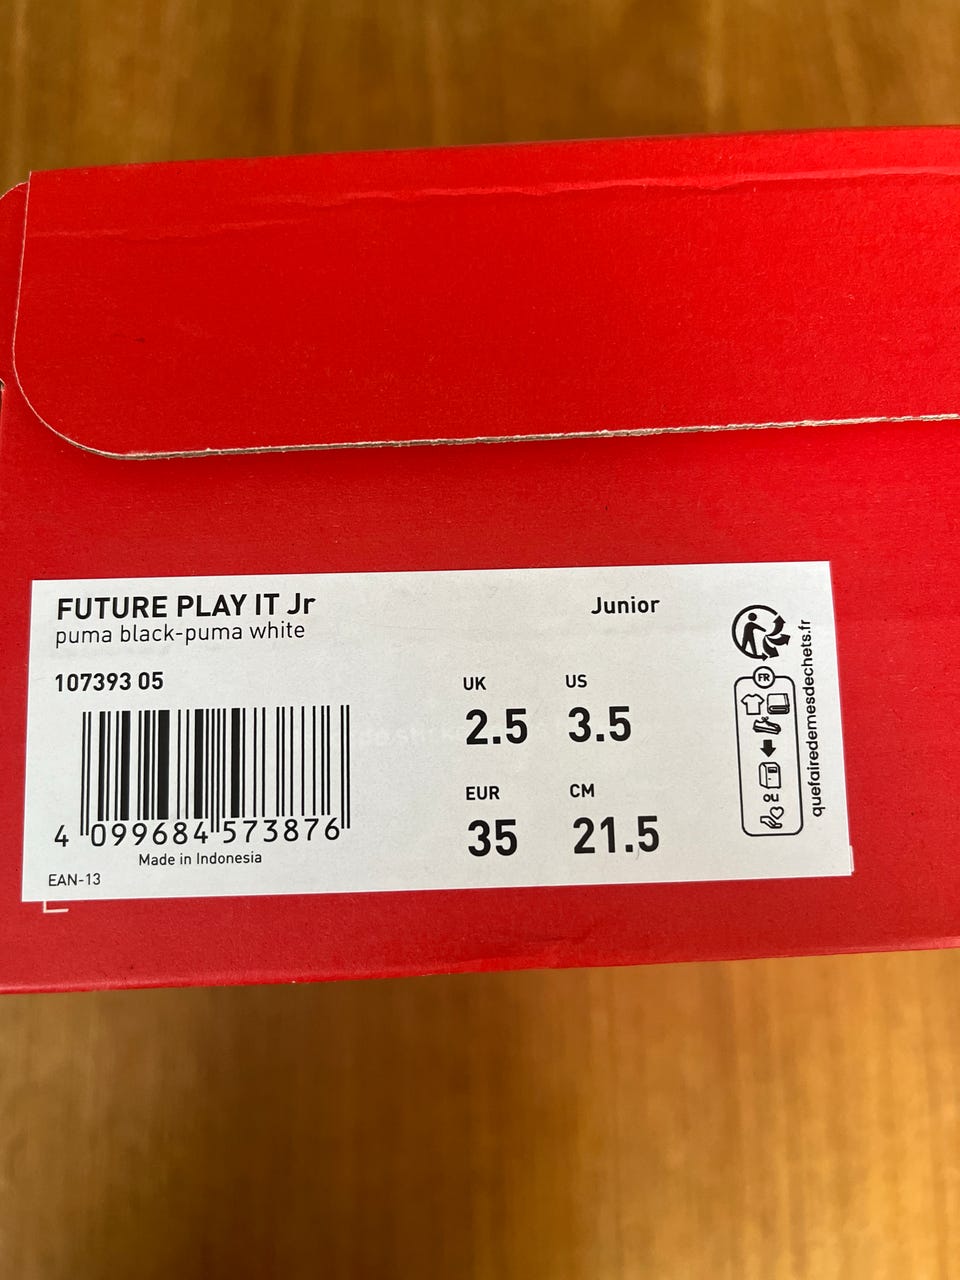 FUTURE PLAY IT Jr
puma black-puma white
Junior
107393 05
UK
2.5
US
3.5
EUR
35
CM
21.5
4 099684 573876
Made in Indonesia
EAN-13
FR
OU
quefairedemesdechets.fr